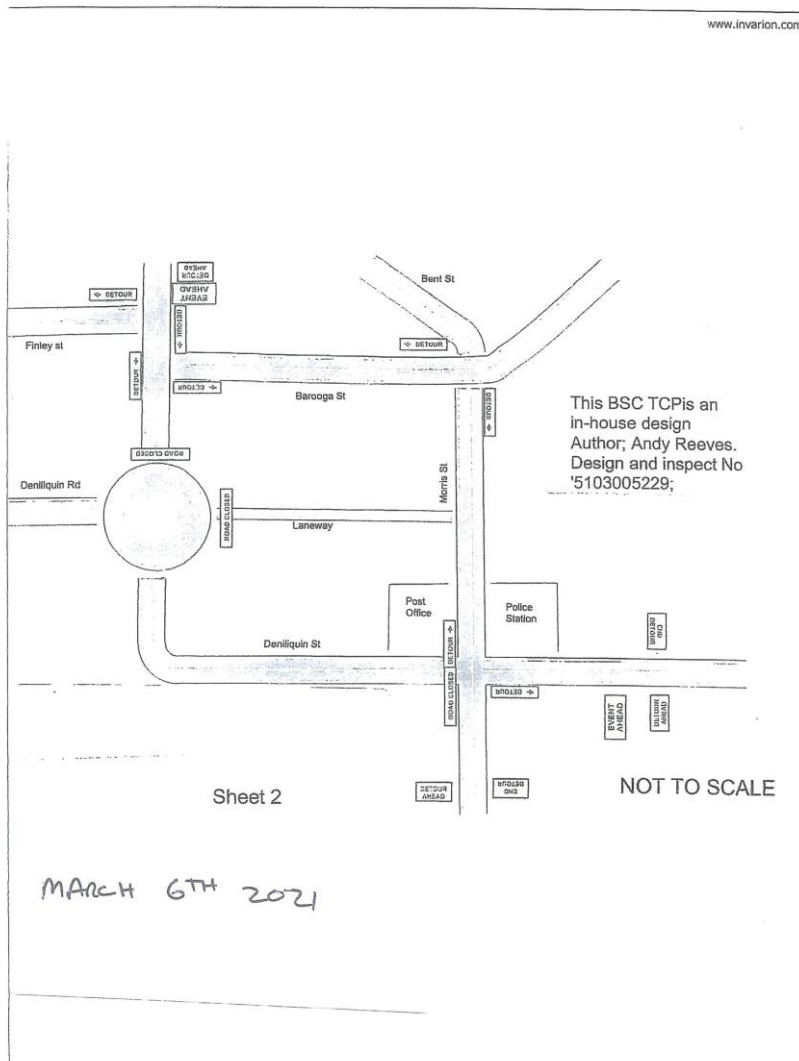 www.invarion.com
DETOUR
AHEAD
EVENT
AHEAD
← DETOUR
DETOUR →
Finley st
DETOUR →
DETOUR →
Barooga St
Bent St
← DETOUR
DETOUR →
ROAD CLOSED
Deniliquin Rd
ROAD CLOSED
Laneway
Morris St
This BSC TCPis an
in-house design
Author; Andy Reeves.
Design and inspect No
'5103005229;
Post
Office
Police
Station
Deniliquin St
DETOUR →
ROAD CLOSED
DETOUR →
END
DETOUR
EVENT
AHEAD
DETOUR
AHEAD
DETOUR
AHEAD
END
DETOUR
Sheet 2
NOT TO SCALE
MARCH 6TH 2021